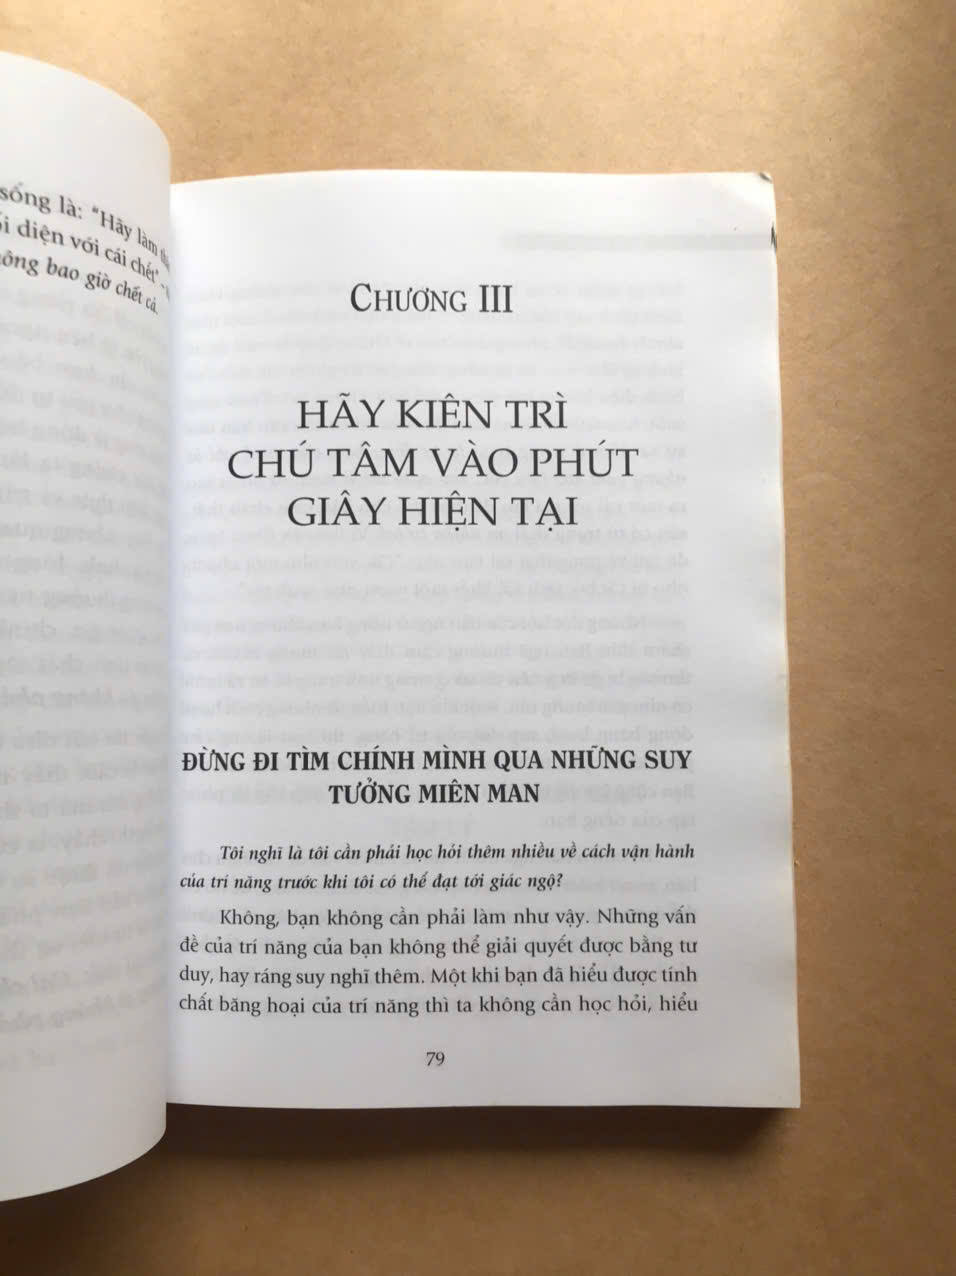 sống là: "Hãy làm
diện với cái chết" -
bao giờ chết cả.
CHƯƠNG III
HÃY KIÊN TRÌ
CHÚ TÂM VÀO PHÚT
GIÂY HIỆN TẠI
ĐỪNG ĐI TÌM CHÍNH MÌNH QUA NHỮNG SUY
TƯỞNG MIÊN MAN
Tôi nghĩ là tôi cần phải học hỏi thêm nhiều về cách vận hành
của trí năng trước khi tôi có thể đạt tới giác ngộ?
Không, bạn không cần phải làm như vậy. Những vấn
đề của trí năng của bạn không thể giải quyết được bằng tư
duy, hay ráng suy nghĩ thêm. Một khi bạn đã hiểu được tính
chất băng hoại của trí năng thì ta không cần học hỏi, hiểu
79